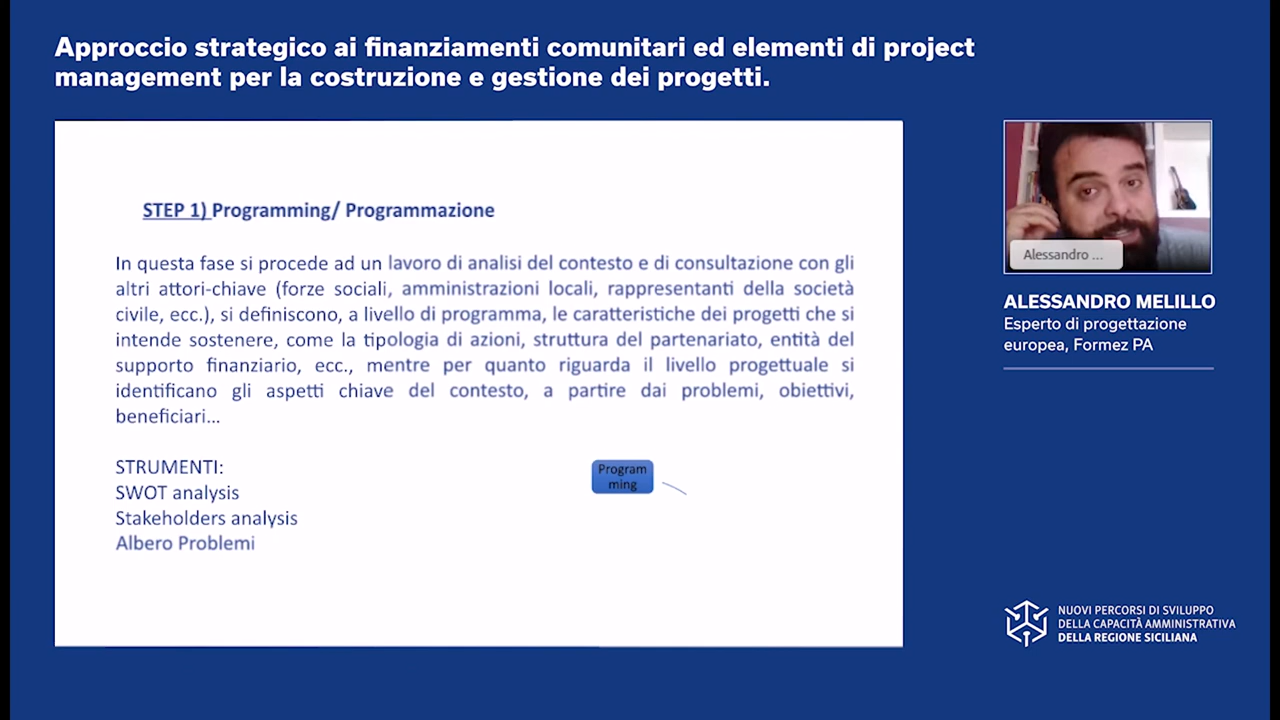 Approccio strategico ai finanziamenti comunitari ed elementi di project
management per la costruzione e gestione dei progetti.
STEP 1) Programming/ Programmazione
In questa fase si procede ad un lavoro di analisi del contesto e di consultazione con gli
altri attori-chiave (forze sociali, amministrazioni locali, rappresentanti della società
civile, ecc.), si definiscono, a livello di programma, le caratteristiche dei progetti che si
intende sostenere, come la tipologia di azioni, struttura del partenariato, entità del
supporto finanziario, ecc., mentre per quanto riguarda il livello progettuale si
identificano gli aspetti chiave del contesto, a partire dai problemi, obiettivi,
beneficiari...
STRUMENTI:
SWOT analysis
Stakeholders analysis
Albero Problemi
Program
ming
Alessandro ...
ALESSANDRO MELILLO
Esperto di progettazione
europea, Formez PA
NUOVI PERCORSI DI SVILUPPO
DELLA CAPACITÀ AMMINISTRATIVA
DELLA REGIONE SICILIANA